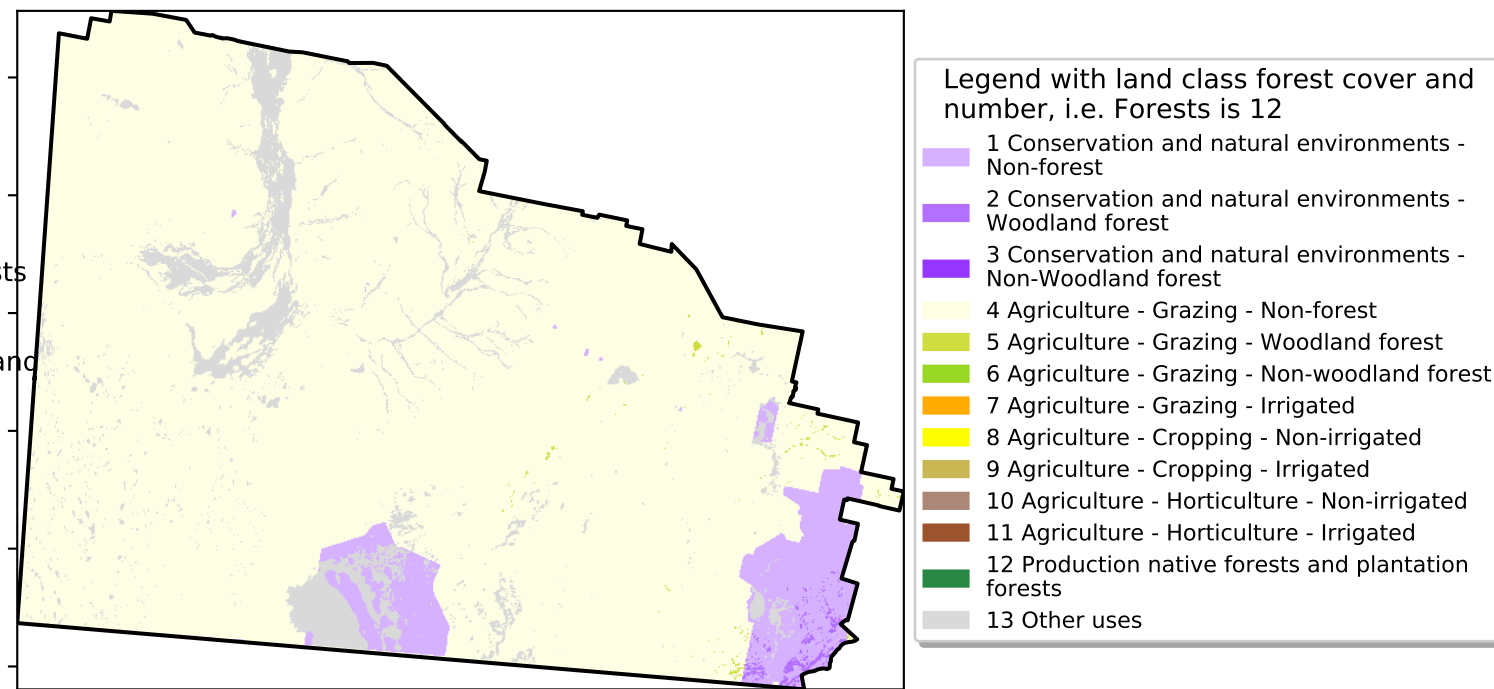 Legend with land class forest cover and
number, i.e. Forests is 12
1 Conservation and natural environments -
Non-forest
2 Conservation and natural environments -
Woodland forest
3 Conservation and natural environments -
Non-Woodland forest
4 Agriculture - Grazing - Non-forest
5 Agriculture - Grazing - Woodland forest
6 Agriculture - Grazing - Non-woodland forest
7 Agriculture - Grazing - Irrigated
8 Agriculture - Cropping - Non-irrigated
9 Agriculture - Cropping - Irrigated
10 Agriculture - Horticulture - Non-irrigated
11 Agriculture - Horticulture - Irrigated
12 Production native forests and plantation
forests
13 Other uses